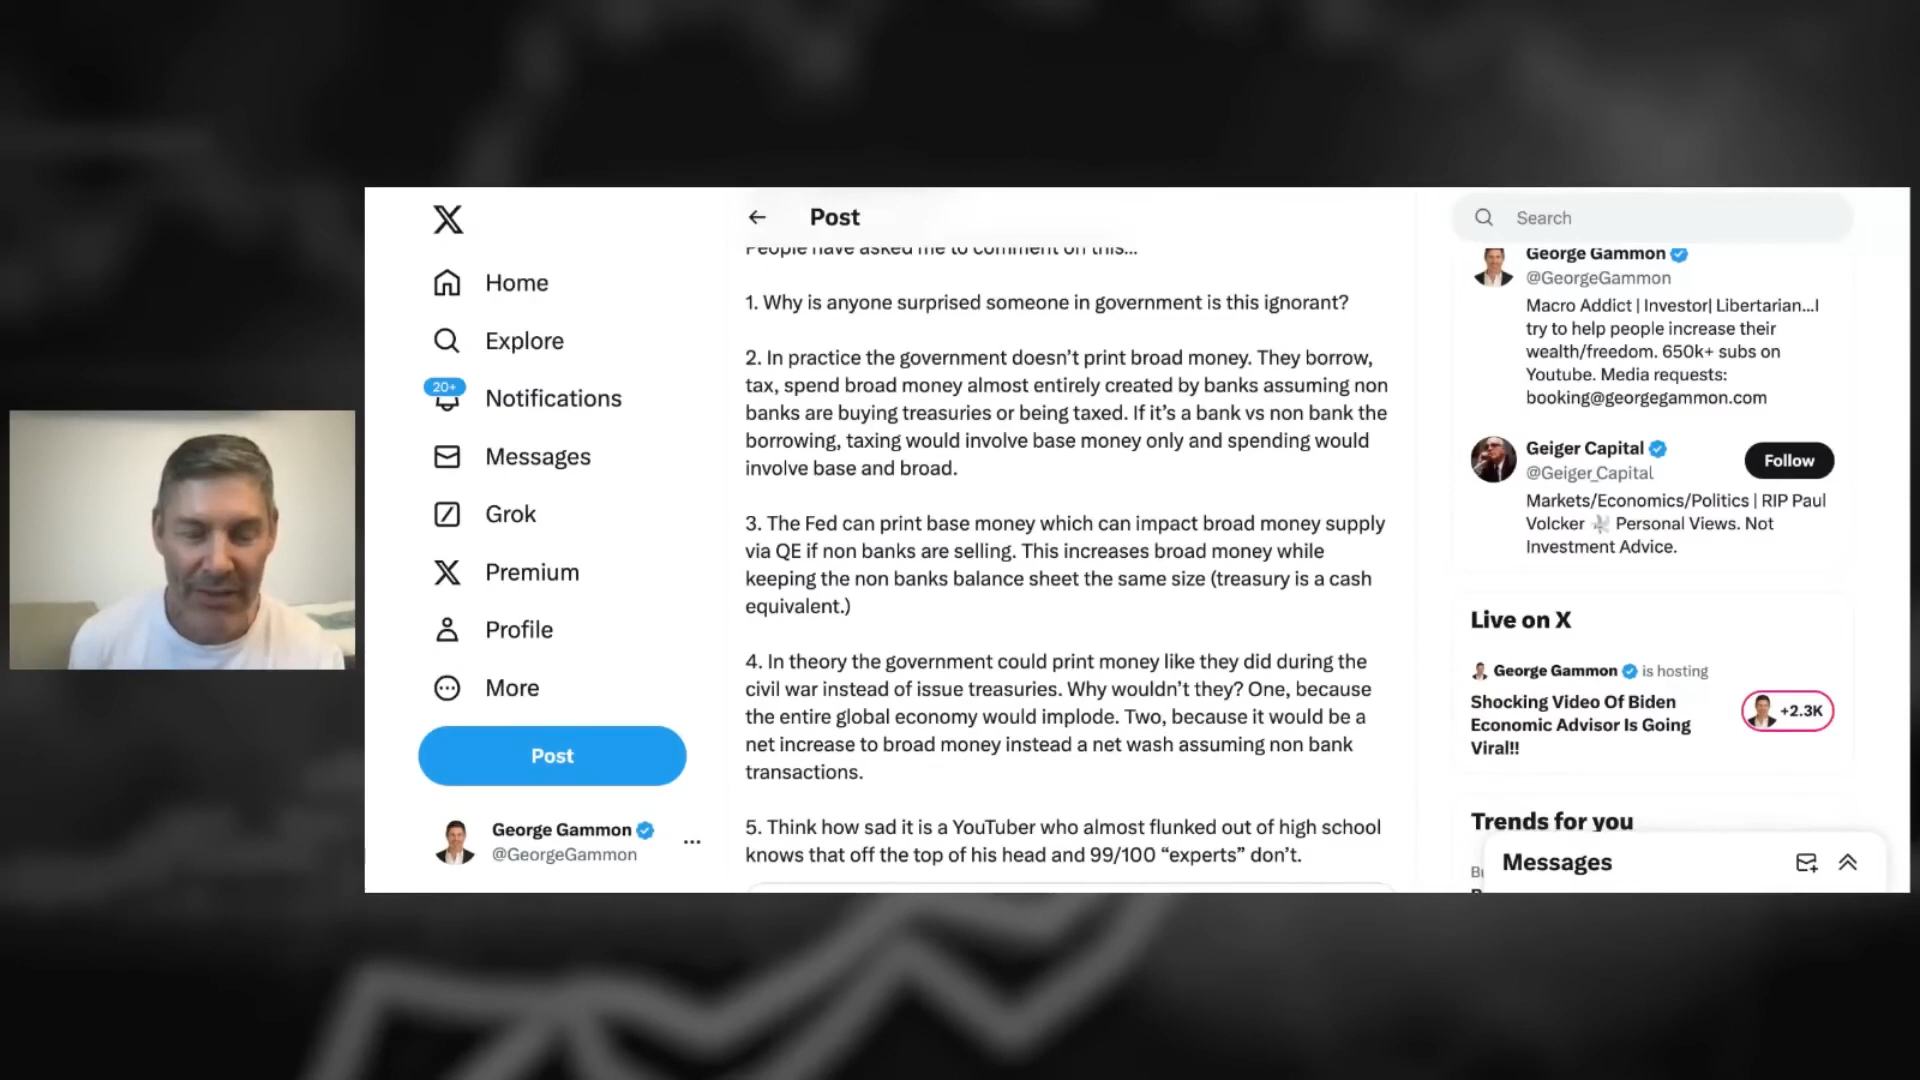 Home
Explore
20+
Notifications
Messages
Grok
Premium
Profile
More
Post
George Gammon
@GeorgeGammon
Post
People have asked me to comment on this...
1. Why is anyone surprised someone in government is this ignorant?
2. In practice the government doesn’t print broad money. They borrow,
tax, spend broad money almost entirely created by banks assuming non
banks are buying treasuries or being taxed. If it’s a bank vs non bank the
borrowing, taxing would involve base money only and spending would
involve base and broad.
3. The Fed can print base money which can impact broad money supply
via QE if non banks are selling. This increases broad money while
keeping the non banks balance sheet the same size (treasury is a cash
equivalent.)
4. In theory the government could print money like they did during the
civil war instead of issue treasuries. Why wouldn’t they? One, because
the entire global economy would implode. Two, because it would be a
net increase to broad money instead a net wash assuming non bank
transactions.
5. Think how sad it is a YouTuber who almost flunked out of high school
knows that off the top of his head and 99/100 “experts” don’t.
Search
George Gammon
@GeorgeGammon
Macro Addict | Investor| Libertarian...I
try to help people increase their
wealth/freedom. 650k+ subs on
Youtube. Media requests:
booking@georgegammon.com
Geiger Capital
@Geiger_Capital
Follow
Markets/Economics/Politics | RIP Paul
Volcker Personal Views. Not
Investment Advice.
Live on X
George Gammon is hosting
Shocking Video Of Biden
Economic Advisor Is Going
Viral!!
+2.3K
Trends for you
Messages